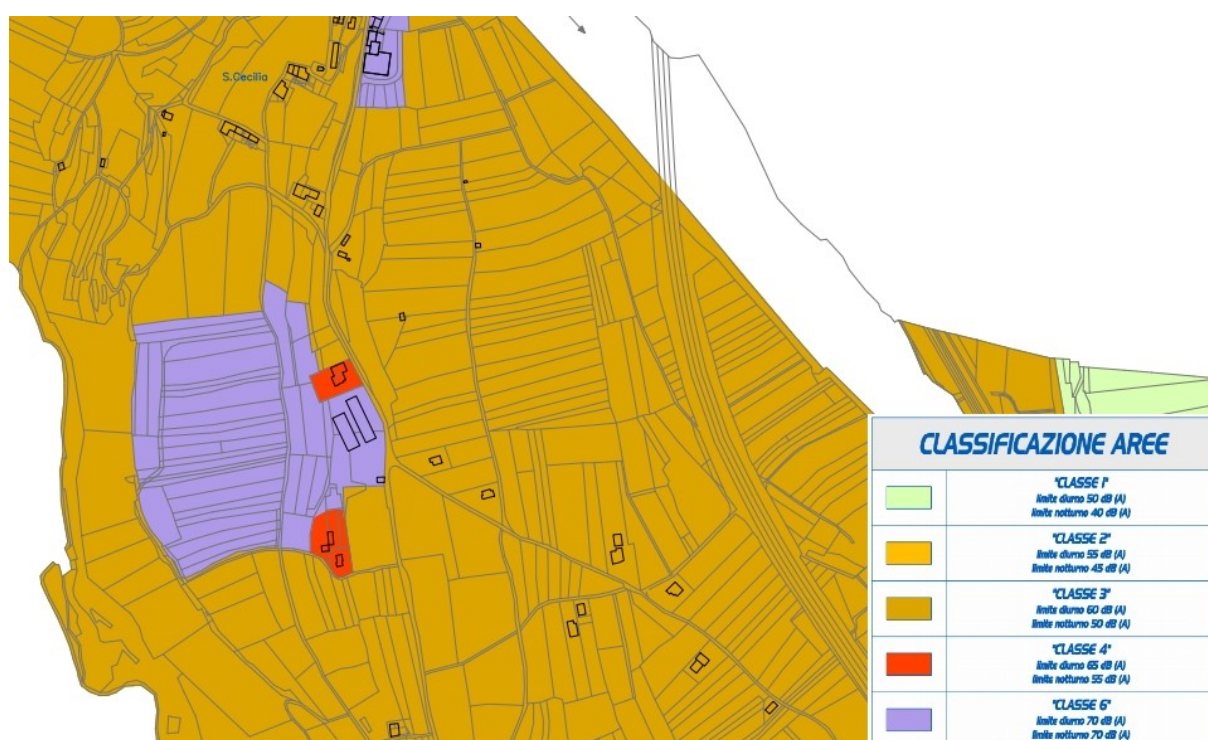 S.Cecilia
CLASSIFICAZIONE AREE
"CLASSE 1"
limite diurno 50 dB (A)
limite notturno 40 dB (A)
"CLASSE 2"
limite diurno 55 dB (A)
limite notturno 45 dB (A)
"CLASSE 3"
limite diurno 60 dB (A)
limite notturno 50 dB (A)
"CLASSE 4"
limite diurno 65 dB (A)
limite notturno 55 dB (A)
"CLASSE 6"
limite diurno 70 dB (A)
limite notturno 70 dB (A)